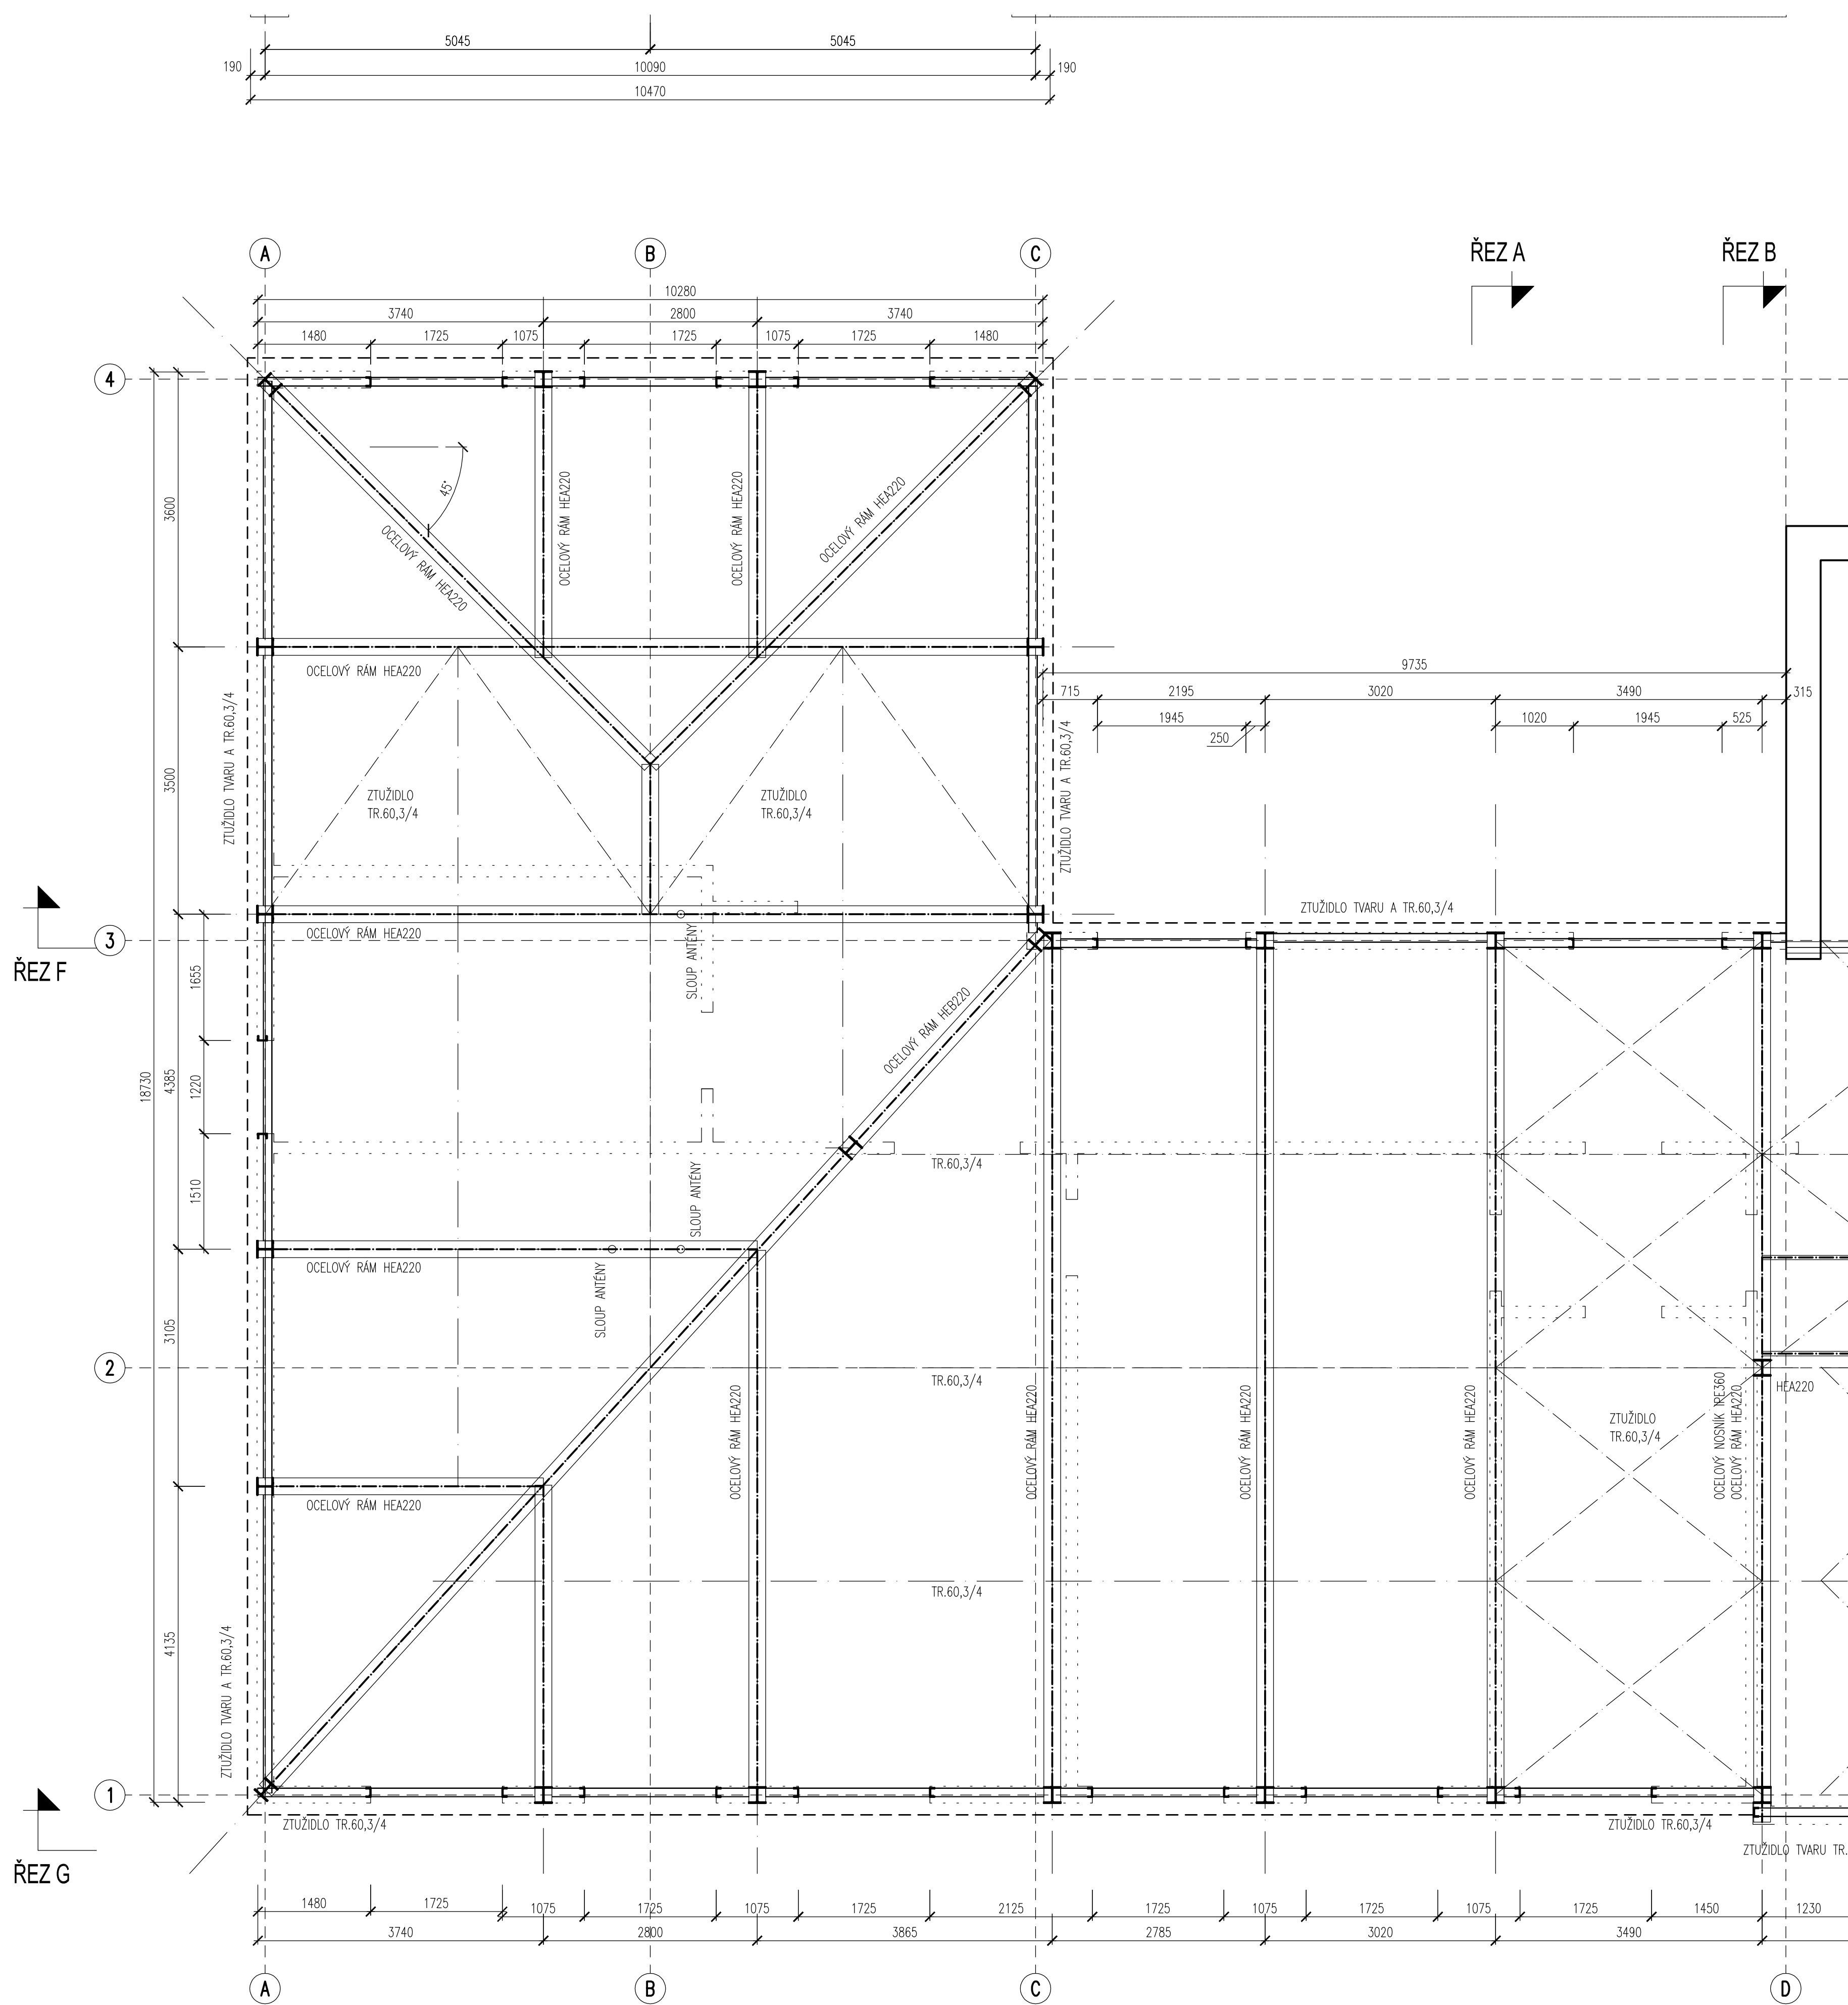 5045
5045
190
10090
190
10470
A
B
C
ŘEZ A
ŘEZ B
10280
3740
2800
3740
1480
1725
1075
1725
1075
1725
1480
4
3600
45°
OCELOVÝ RÁM HEA220
OCELOVÝ RÁM HEA220
OCELOVÝ RÁM HEA220
OCELOVÝ RÁM HEA220
OCELOVÝ RÁM HEA220
9735
715
2195
3020
3490
315
1945
250
1020
1945
525
ZTUŽIDLO TVARU A TR.60,3/4
ZTUŽIDLO TVARU A TR.60,3/4
3500
ZTUŽIDLO
TR.60,3/4
ZTUŽIDLO
TR.60,3/4
ZTUŽIDLO TVARU A TR.60,3/4
3
ŘEZ F
OCELOVÝ RÁM HEA220
SLOUP ANTÉNY
OCELOVÝ RÁM HEB220
1655
18730
4385
1220
1510
TR.60,3/4
SLOUP ANTÉNY
SLOUP ANTÉNY
OCELOVÝ RÁM HEA220
3105
2
TR.60,3/4
HEA220
OCELOVÝ RÁM HEA220
OCELOVÝ RÁM HEA220
OCELOVÝ RÁM HEA220
OCELOVÝ RÁM HEA220
ZTUŽIDLO
TR.60,3/4
OCELOVÝ NOSNÍK IRE360
OCELOVÝ RÁM HEA220
OCELOVÝ RÁM HEA220
TR.60,3/4
4135
ZTUŽIDLO TVARU A TR.60,3/4
1
ŘEZ G
ZTUŽIDLO TR.60,3/4
ZTUŽIDLO TR.60,3/4
ZTUŽIDLO TVARU TR.
1480
1725
1075
1725
1075
1725
2125
1725
1075
1725
1075
1725
1450
1230
3740
2800
3865
2785
3020
3490
A
B
C
D